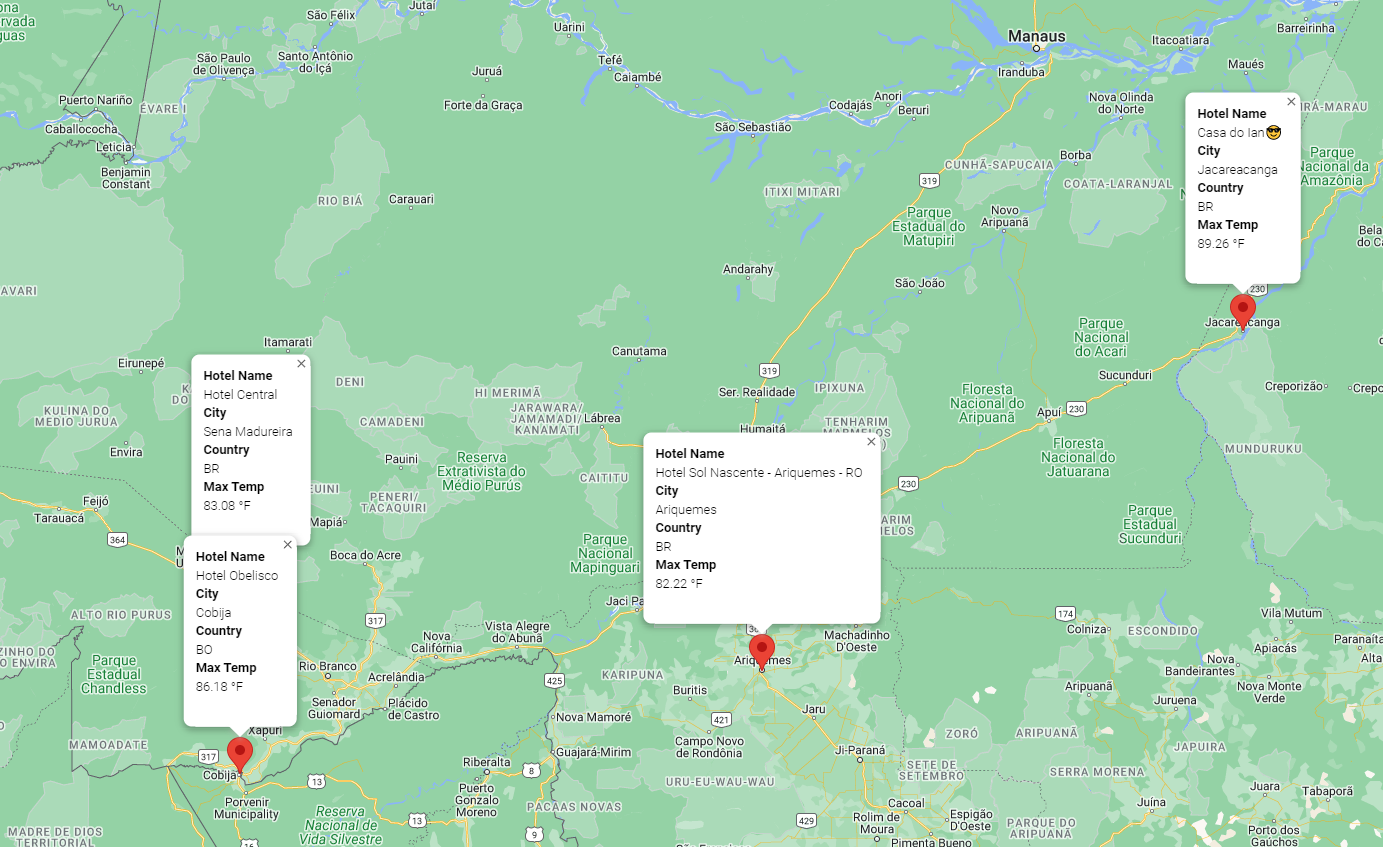 São Félix
Jutaí
Uarini
Manaus
Itacoatiara
Barreirinha
São Paulo
de Olivença
Santo Antônio
do Içá
Juruá
Tefé
Caiambé
Iranduba
Maués
Puerto Nariño
ÉVARE I
Forte da Graça
Codajás
Anori
Beruri
Nova Olinda
do Norte
Caballococha
São Sebastião
Leticia
Benjamin
Constant
Borba
CUNHÃ-SAPUCAIA
Parque
Nacional da
Amazônia
RIO BIÁ
Carauari
ITIXI MITARI
319
COATA-LARANJAL
Parque
Estadual do
Matupiri
Novo
Aripuanã
Hotel Name
Casa do Ian😎
City
Jacareacanga
Country
BR
Max Temp
89.26 °F
Andarahy
São João
230
Jacareacanga
Parque
Nacional
do Acari
Itamarati
Eirunepé
Canutama
319
Ser. Realidade
IPIXUNA
Sucunduri
Creporizão
DENI
HI MERIMÃ
JARAWARA/
JAMAMADI/
KANAMATI
Floresta
Nacional do
Aripuanã
Apuí
230
KULINA DO
MÉDIO JURUA
CAMADENI
Lábrea
Humaitá
TENHARIM
Envira
Pauini
Reserva
Extrativista do
Médio Purús
CAITITU
Floresta
Nacional do
Jatuarana
MUNDURUKU
Hotel Name
Hotel Central
City
Sena Madureira
Country
BR
Max Temp
83.08 °F
Hotel Name
Hotel Sol Nascente - Ariquemes - RO
City
Ariquemes
Country
BR
Max Temp
82.22 °F
230
Feijó
Tarauacá
364
PENERI/
TACAQUIRI
Mapiá
Boca do Acre
Parque
Nacional
Mapinguari
Parque
Estadual
Sucunduri
Hotel Name
Hotel Obelisco
City
Cobija
Country
BO
Max Temp
86.18 °F
ALTO RIO PURUS
317
Jaci
Vista Alegre
do Abunã
Nova
Califórnia
Machadinho
D'Oeste
174
Colniza
ESCONDIDO
Vila Mutum
Parque
Estadual
Chandless
Rio Branco
Acrelândia
Senador
Guiomard
Plácido
de Castro
425
KARIPUNA
Ariquemes
Buritis
Apiacás
Nova
Bandeirantes
Nova Monte
Verde
Aripuanã
Juruena
Xapuri
MAMOADATE
317
Cobija
Nova Mamoré
421
Jaru
Campo Novo
de Rondônia
Guajará-Mirim
Ji-Paraná
ZORÓ
ARIPUANÃ
JAPUIRA
13
Riberalta
8
URU-EU-WAU-WAU
SETE DE
SETEMBRO
SERRA MORENA
Porvenir
Municipality
Puerto
Gonzalo
Moreno
PACAAS NOVAS
Juara
Tabaporã
Juína
Reserva
Nacional de
Vida Silvestre
13
9
429
Cacoal
Rolim de
Moura
Espigão
D'Oeste
PARQUE DO
ARIPUANÃ
Porto dos
Gaúchos
MADRE DE DIOS
TERRITORIAL
16
Pimenta Bueno